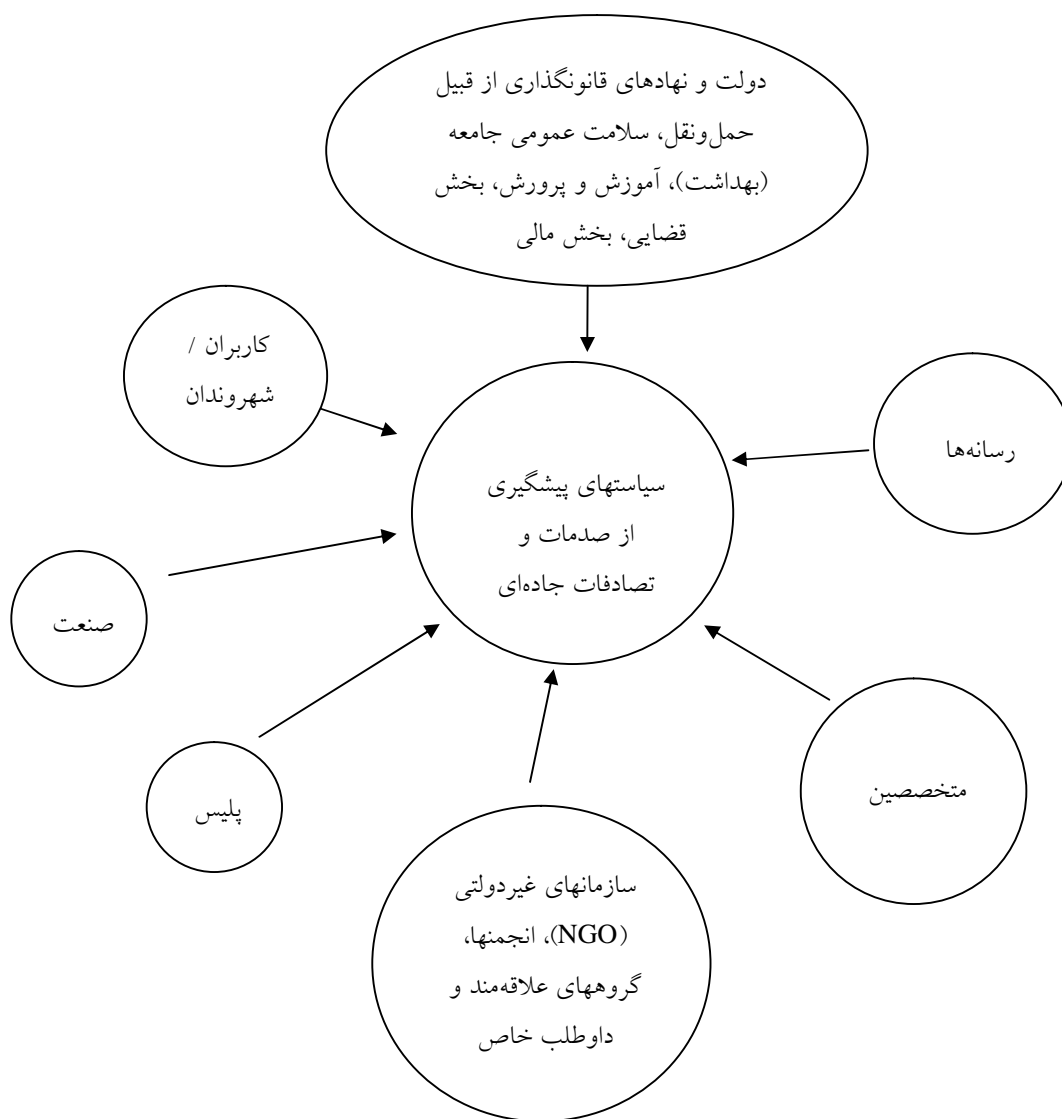 دولت و نهادهای قانونگذاری از قبیل
حمل‌ونقل، سلامت عمومی جامعه
(بهداشت)، آموزش و پرورش، بخش
قضایی، بخش مالی
کاربران /
شهروندان
رسانه‌ها
سیاستهای پیشگیری
از صدمات و
تصادفات جاده‌ای
صنعت
متخصصین
پلیس
سازمانهای غیردولتی
(NGO)، انجمنها،
گروههای علاقه‌مند و
داوطلب خاص